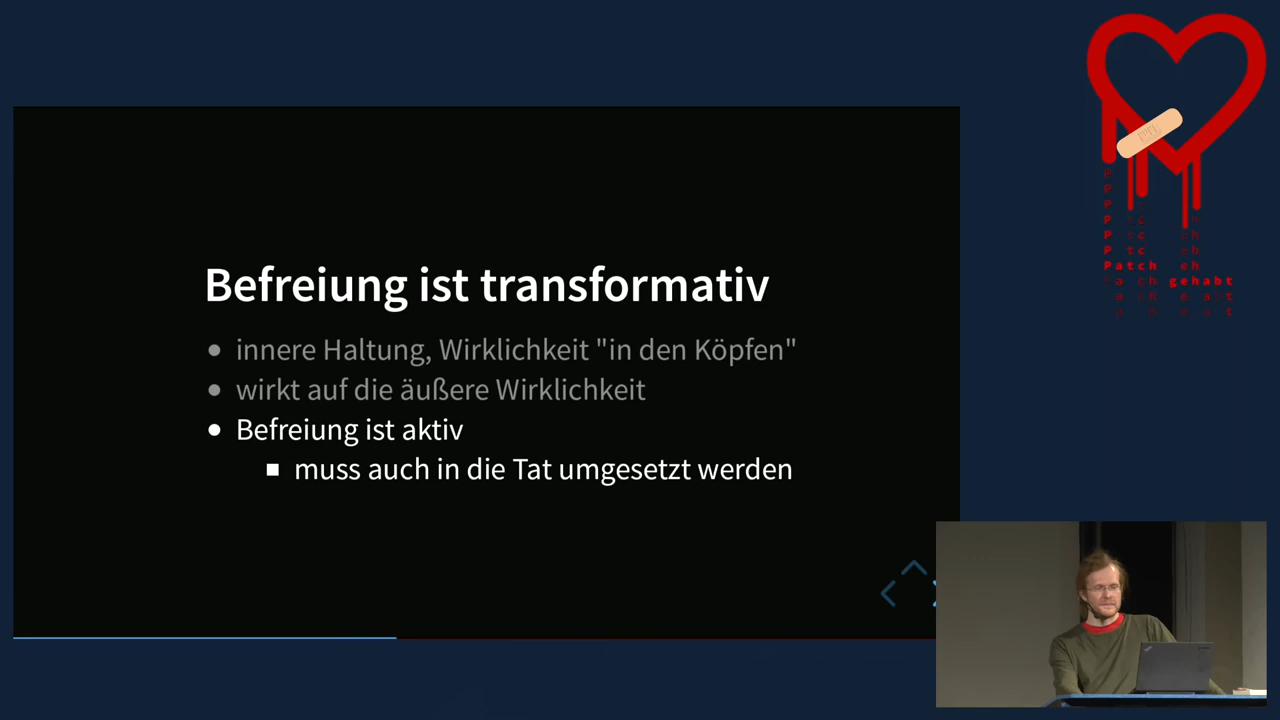 Befreiung ist transformativ
innere Haltung, Wirklichkeit "in den Köpfen"
wirkt auf die äußere Wirklichkeit
Befreiung ist aktiv
muss auch in die Tat umgesetzt werden
Patch gehabt